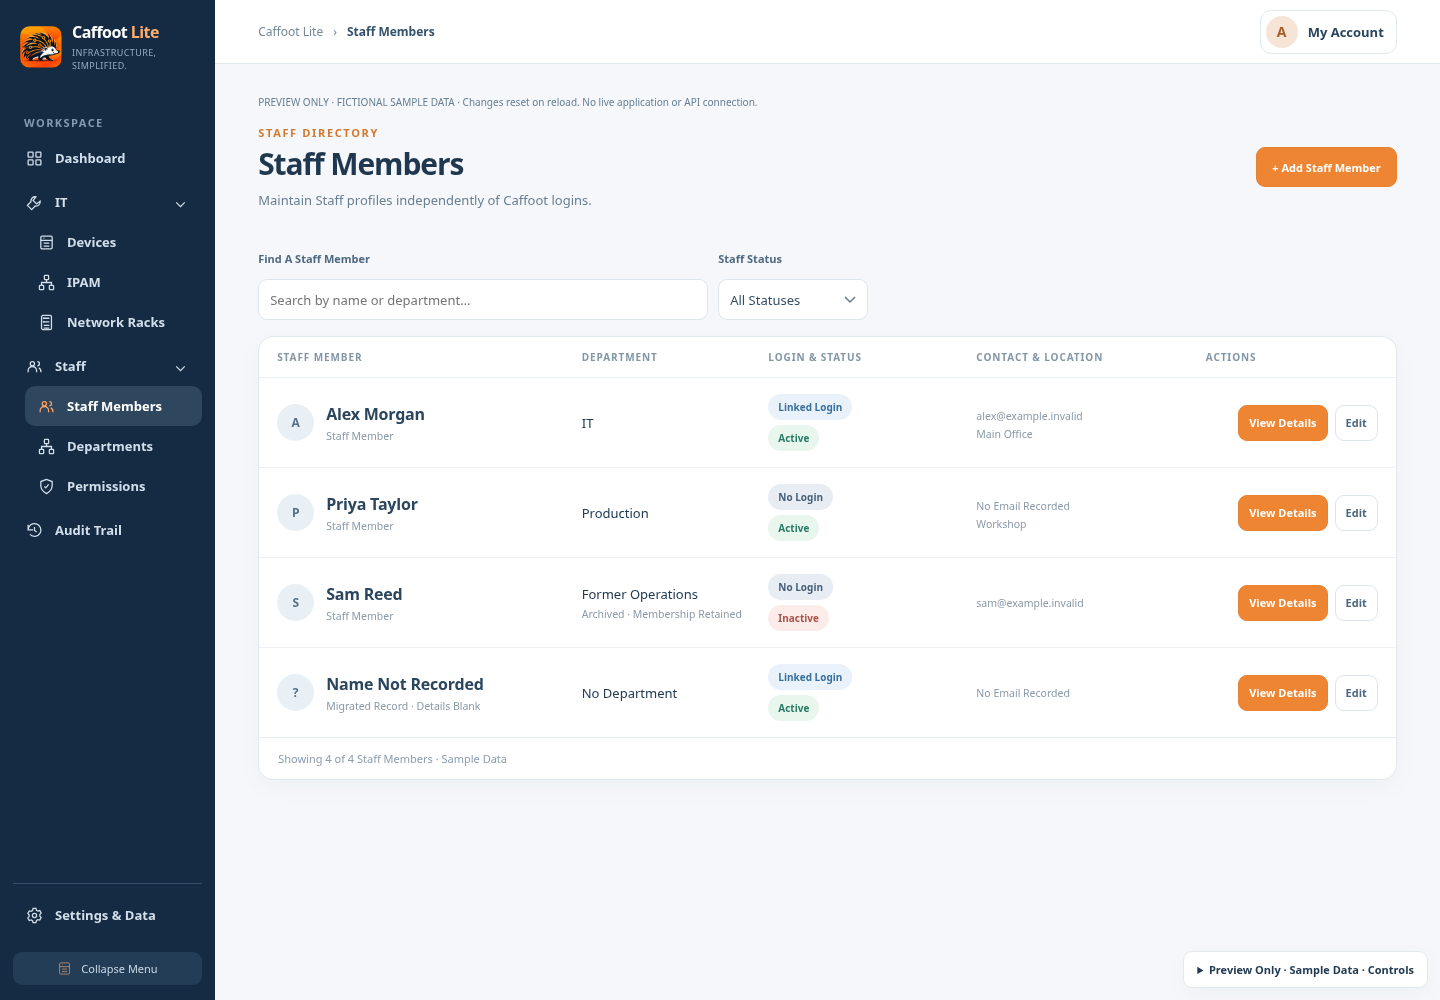 Caffoot Lite
INFRASTRUCTURE,
SIMPLIFIED.
WORKSPACE
Dashboard
IT
Devices
IPAM
Network Racks
Staff
Staff Members
Departments
Permissions
Audit Trail
Settings & Data
Collapse Menu
Caffoot Lite › Staff Members
A My Account
PREVIEW ONLY · FICTIONAL SAMPLE DATA · Changes reset on reload. No live application or API connection.
STAFF DIRECTORY
Staff Members
+ Add Staff Member
Maintain Staff profiles independently of Caffoot logins.
Find A Staff Member
Staff Status
Search by name or department...
All Statuses
STAFF MEMBER DEPARTMENT LOGIN & STATUS CONTACT & LOCATION ACTIONS
A
Alex Morgan
Staff Member
IT
Linked Login
Active
alex@example.invalid
Main Office
View Details Edit
P
Priya Taylor
Staff Member
Production
No Login
Active
No Email Recorded
Workshop
View Details Edit
S
Sam Reed
Staff Member
Former Operations
Archived · Membership Retained
No Login
Inactive
sam@example.invalid
View Details Edit
?
Name Not Recorded
Migrated Record · Details Blank
No Department
Linked Login
Active
No Email Recorded
View Details Edit
Showing 4 of 4 Staff Members · Sample Data
▶ Preview Only · Sample Data · Controls